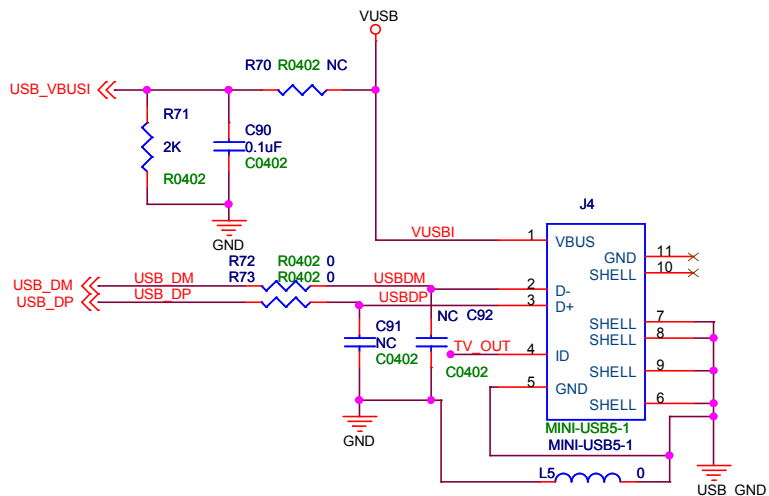 VUSB
R70 R0402 NC
USB_VBUSI
R71
2K
R0402
C90
0.1uF
C0402
GND
J4
VUSBI
1
VBUS
GND
11
SHELL
10
R72 R0402 0
R73 R0402 0
USB_DM
USB_DM
USBDM
2
D-
USB_DP
USB_DP
USBDP
3
D+
SHELL
7
SHELL
8
C91
NC
C0402
NC C92
C0402
TV_OUT
4
ID
SHELL
9
5
GND
SHELL
6
GND
MINI-USB5-1
MINI-USB5-1
L5
0
USB_GND